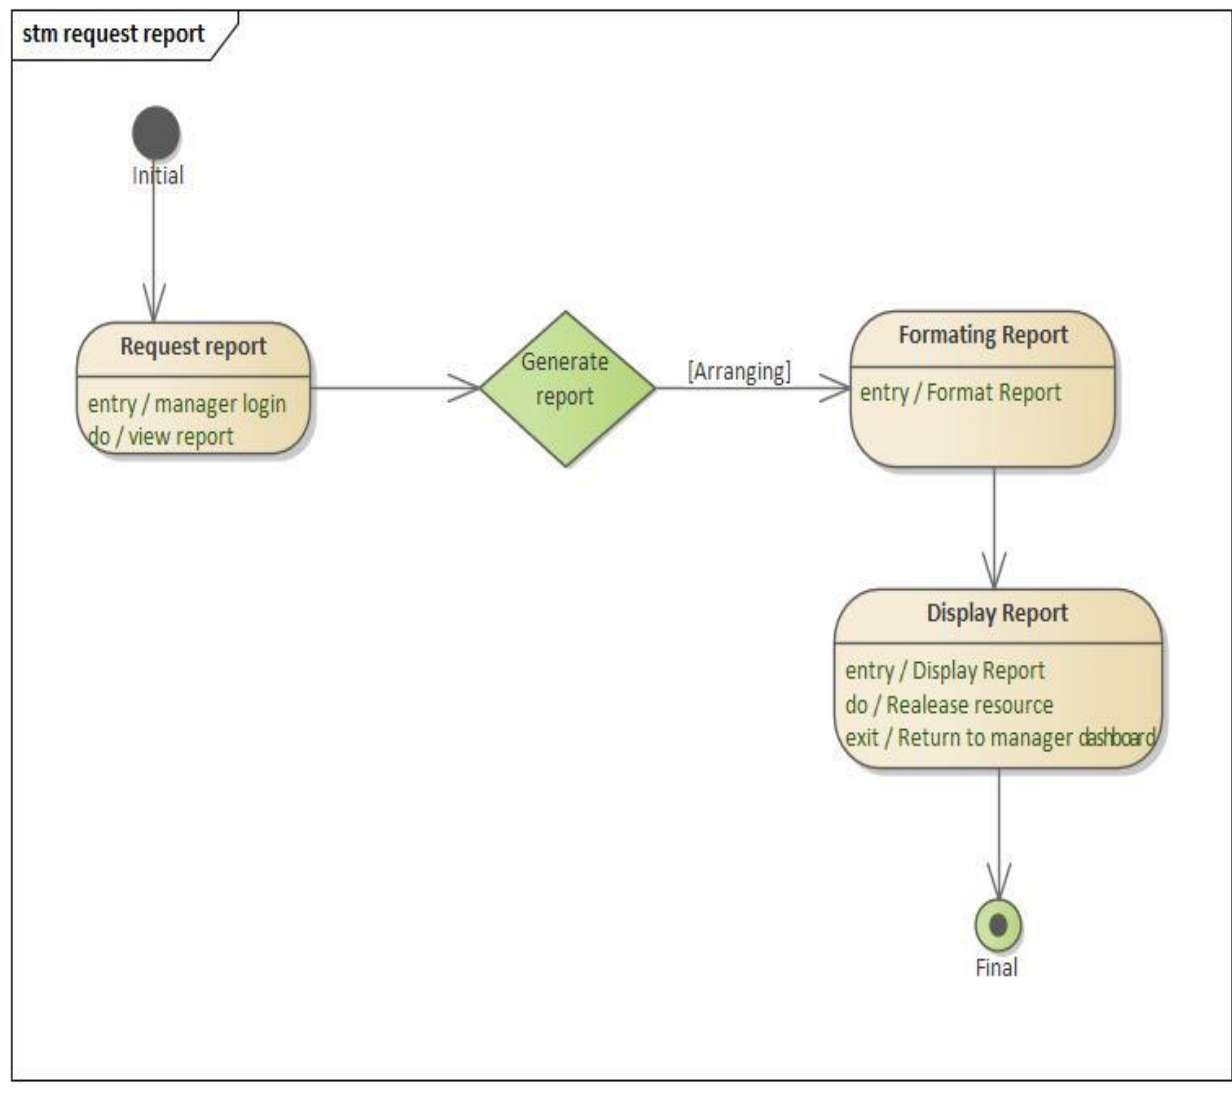 stm request report
Initial
Request report
entry / manager login
do / view report
Generate
report
[Arranging]
Formating Report
entry / Format Report
Display Report
entry / Display Report
do / Realease resource
exit / Return to manager dashboard
Final